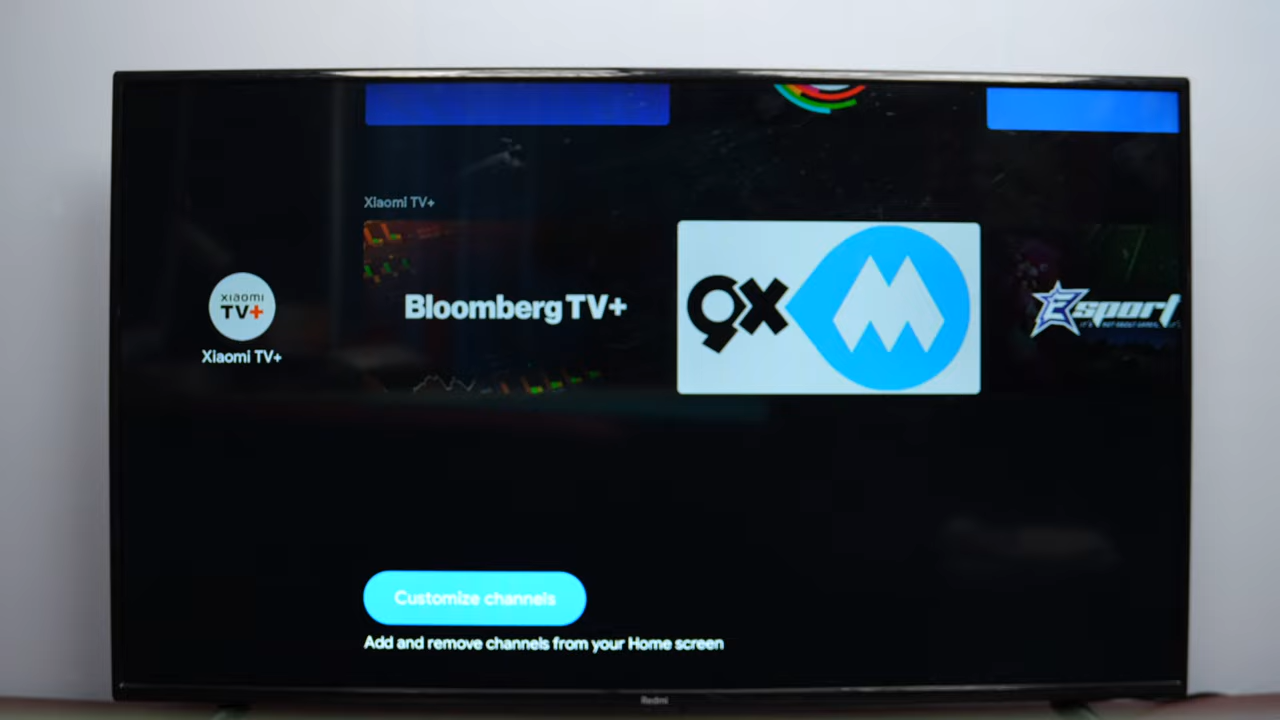 Xiaomi TV+
xiaomi
TV+
Xiaomi TV+
Bloomberg TV+
9x
M
sport
Customize channels
Add and remove channels from your Home screen
Redmi